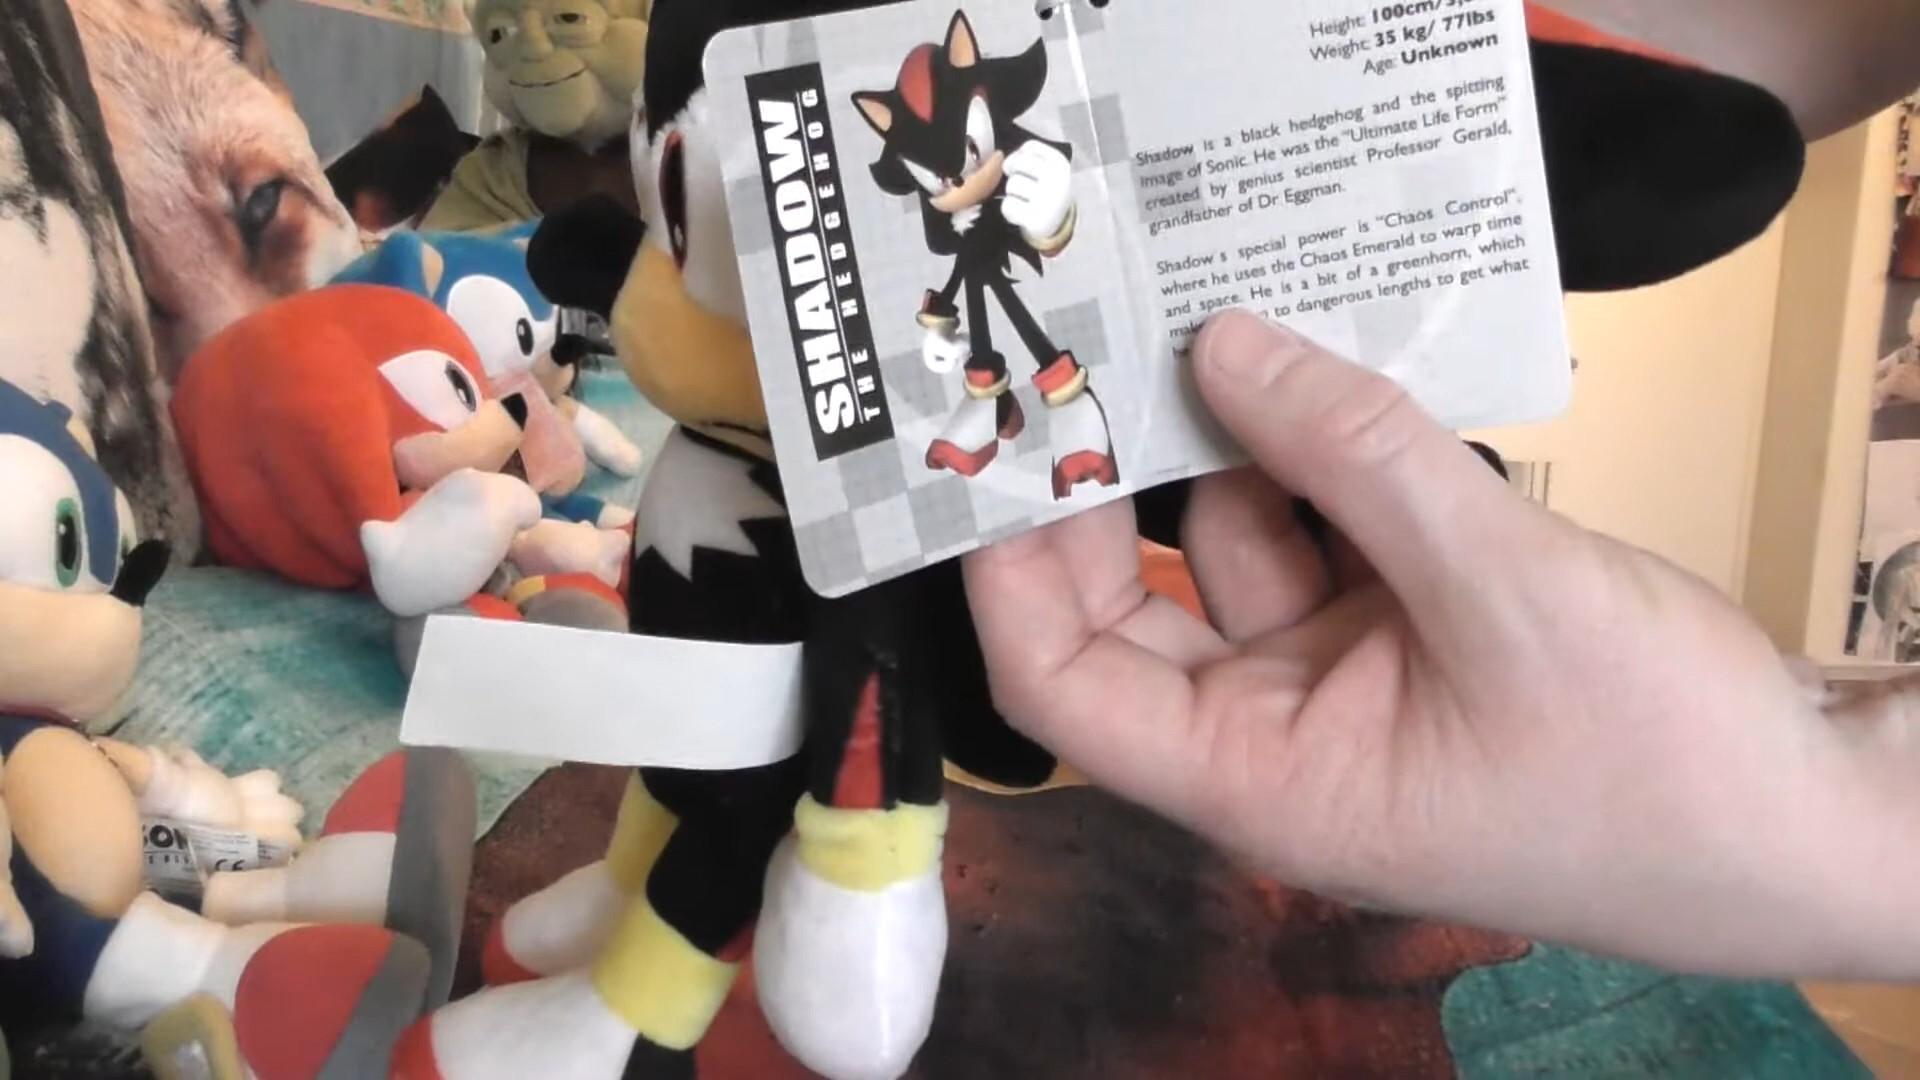 SHADOW
THE HEDGEHOG
Height: 100cm/3,
Weight: 35 kg/ 77lbs
Age: Unknown
Shadow is a black hedgehog and the spitting
image of Sonic. He was the "Ultimate Life Form"
created by genius scientist Professor Gerald,
grandfather of Dr Eggman.
Shadow s special power is "Chaos Control",
where he uses the Chaos Emerald to warp time
and space. He is a bit of a greenhorn, which
to dangerous lengths to get what
CE